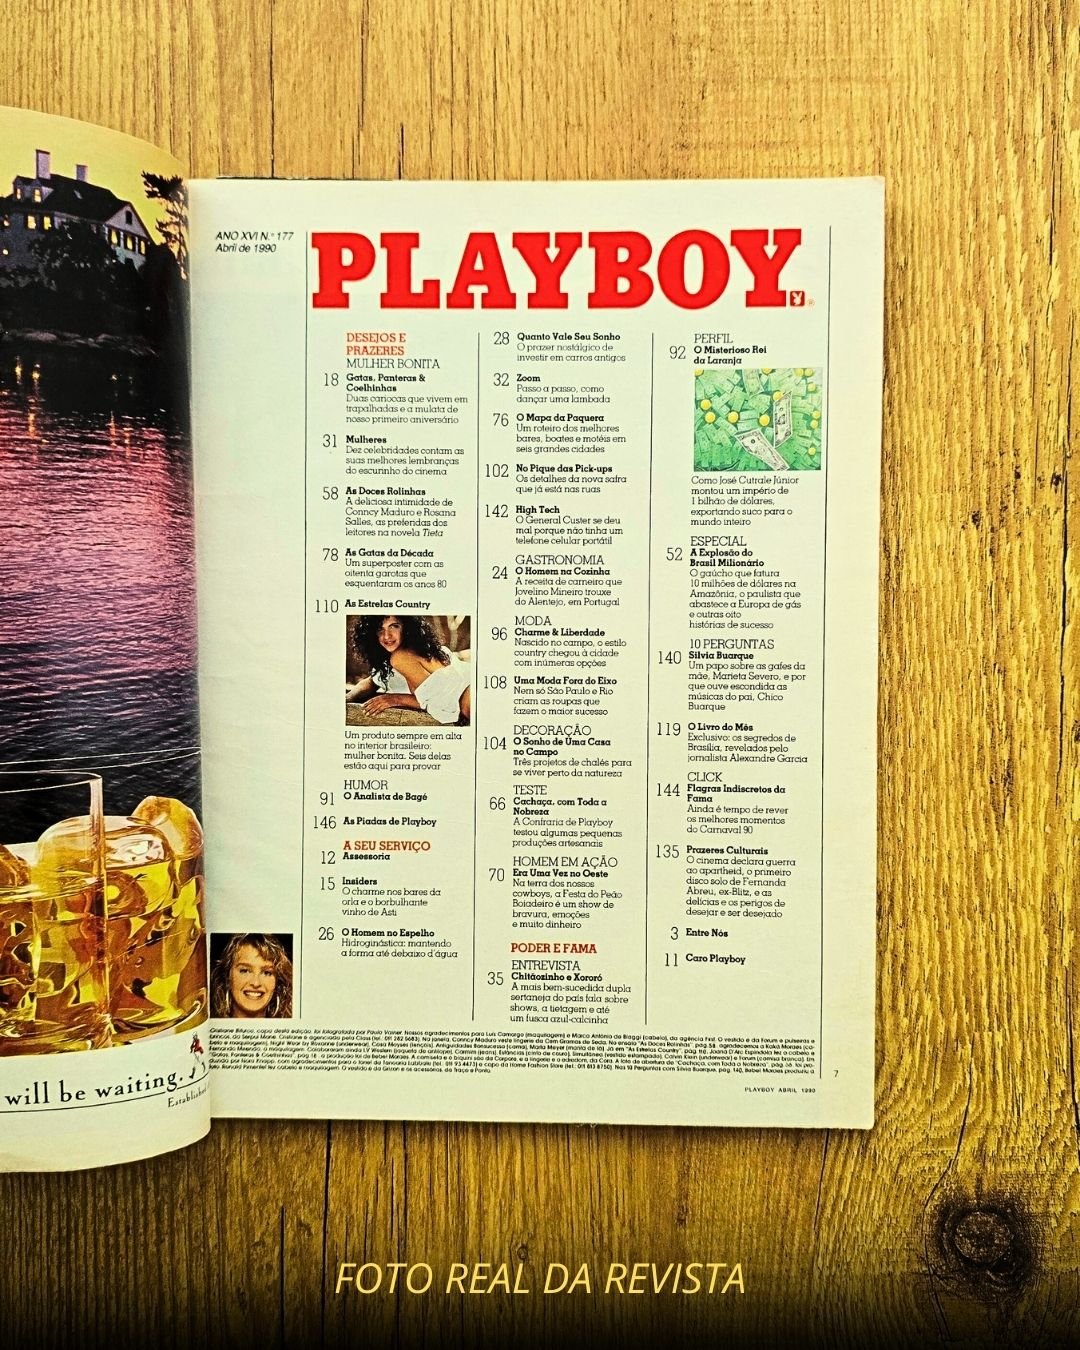 ANO XVI N.º 177
Abril de 1990
PLAYBOY
DESEJOS E
PRAZERES
MULHER BONITA
18 Gatas, Panteras &
Coelhinhas
Duas cariocas que vivem em
trapalhadas e a mulata de
nosso primeiro aniversário
31 Mulheres
Dez celebridades contam as
suas melhores lembranças
do escurinho do cinema
58 As Doces Rolinhas
A deliciosa intimidade de
Conncy Maduro e Rosana
Salles, as preferidas dos
leitores na novela Tieta
78 As Gatas da Década
Um superposter com as
oitenta garotas que
esquentaram os anos 80
110 As Estrelas Country
Um produto sempre em alta
no interior brasileiro:
mulher bonita. Seis delas
estão aqui para provar
HUMOR
91 O Analista de Bagé
146 As Piadas de Playboy
A SEU SERVIÇO
12 Assessoria
15 Insiders
O charme nos bares da
orla e o borbulhante
vinho de Asti
26 O Homem no Espelho
Hidroginástica: mantendo
a forma até debaixo d'água
28 Quanto Vale Seu Sonho
O prazer nostálgico de
investir em carros antigos
32 Zoom
Passo a passo, como
dançar uma lambada
76 O Mapa da Paquera
Um roteiro dos melhores
bares, boates e motéis em
seis grandes cidades
102 No Pique das Pick-ups
Os detalhes da nova safra
que já está nas ruas
142 High Tech
O General Custer se deu
mal porque não tinha um
telefone celular portátil
GASTRONOMIA
24 O Homem na Cozinha
A receita de carneiro que
Jovelino Mineiro trouxe
do Alentejo, em Portugal
MODA
96 Charme & Liberdade
Nascido no campo, o estilo
country chegou à cidade
com inúmeras opções
108 Uma Moda Fora do Eixo
Nem só São Paulo e Rio
criam as roupas que
fazem o maior sucesso
DECORAÇÃO
104 O Sonho de Uma Casa
no Campo
Três projetos de chalés para
se viver perto da natureza
TESTE
66 Cachaça, com Toda a
Nobreza
A Confraria de Playboy
testou algumas pequenas
produções artesanais
HOMEM EM AÇÃO
70 Era Uma Vez no Oeste
Na terra dos nossos
cowboys, a Festa do Peão
Boiadeiro é um show de
bravura, emoções
e muito dinheiro
PODER E FAMA
ENTREVISTA
35 Chitãozinho e Xororó
A mais bem-sucedida dupla
sertaneja do país fala sobre
shows, a tietagem e até
um fusca azul-calcinha
PERFIL
92 O Misterioso Rei
da Laranja
Como José Cutrale Júnior
montou um império de
1 bilhão de dólares,
exportando suco para o
mundo inteiro
ESPECIAL
52 A Explosão do
Brasil Milionário
O gaúcho que fatura
10 milhões de dólares na
Amazônia, o paulista que
abastece a Europa de gás
e outras oito
histórias de sucesso
10 PERGUNTAS
140 Silvia Buarque
Um papo sobre as gafes da
mãe, Marieta Severo, e por
que ouve escondida as
músicas do pai, Chico
Buarque
119 O Livro do Mês
Exclusivo: os segredos de
Brasília, revelados pelo
jornalista Alexandre Garcia
CLICK
144 Flagras Indiscretos da
Fama
Ainda é tempo de rever
os melhores momentos
do Carnaval 90
135 Prazeres Culturais
O cinema declara guerra
ao apartheid, o primeiro
disco solo de Fernanda
Abreu, ex-Blitz, e as
delícias e os perigos de
desejar e ser desejado
3 Entre Nós
11 Caro Playboy
7
PLAYBOY ABRIL 1990
will be waiting.
Established
FOTO REAL DA REVISTA